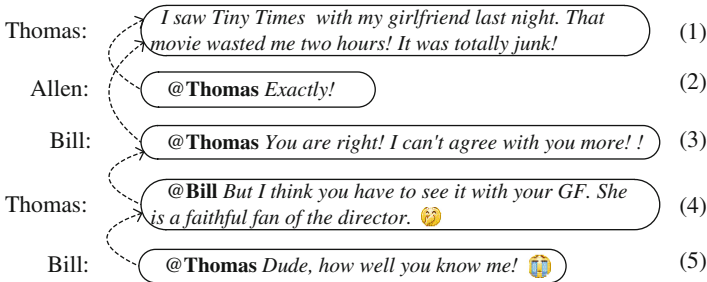 Thomas: I saw Tiny Times with my girlfriend last night. That (1)
movie wasted me two hours! It was totally junk!
Allen: @Thomas Exactly! (2)
Bill: @Thomas You are right! I can't agree with you more! ! (3)
Thomas: @Bill But I think you have to see it with your GF. She (4)
is a faithful fan of the director. 🤭
Bill: @Thomas Dude, how well you know me! 😭 (5)